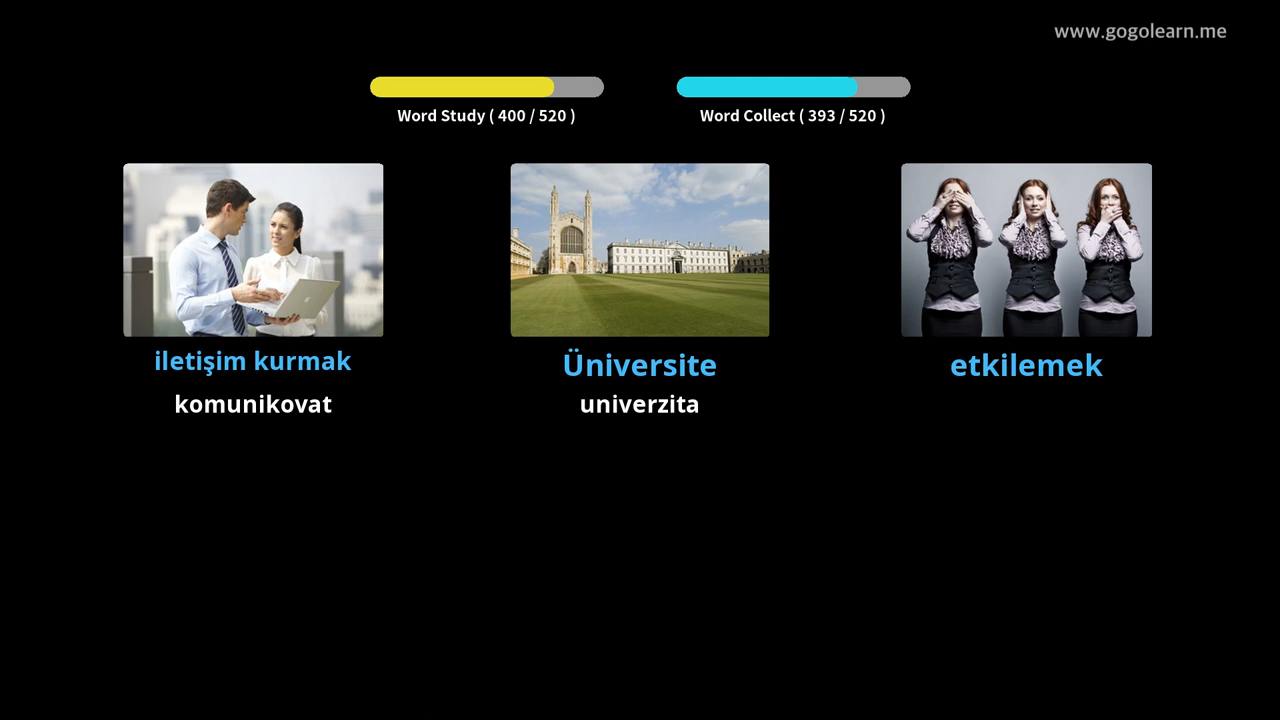 www.gogolearn.me
Word Study ( 400 / 520 )
Word Collect ( 393 / 520 )
iletişim kurmak
komunikovat
Üniversite
univerzita
etkilemek